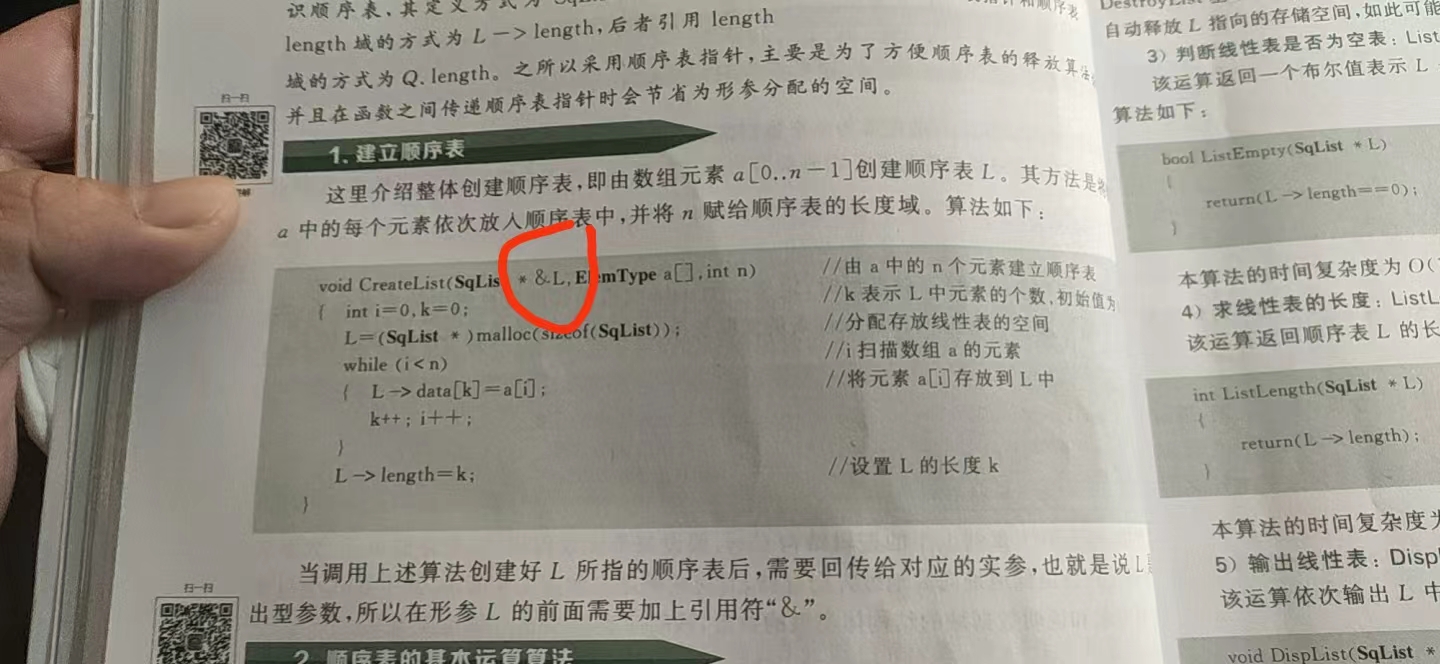 识顺序表,其定义方式为
length 域的方式为 L—>length,后者引用 length
域的方式为 Q.length。之所以采用顺序表指针,主要是为了方便顺序表的释放算法
并且在函数之间传递顺序表指针时会节省为形参分配的空间。
扫一扫
1. 建立顺序表
这里介绍整体创建顺序表,即由数组元素 a[0..n-1]创建顺序表 L。其方法是将
a 中的每个元素依次放入顺序表中,并将 n 赋给顺序表的长度域。算法如下:
void CreateList(SqList * &L,ElemType a[],int n) //由 a 中的 n 个元素建立顺序表
{ int i=0,k=0; //k 表示 L 中元素的个数,初始值为
L=(SqList * )malloc(sizeof(SqList)); //分配存放线性表的空间
while (i<n) //i 扫描数组 a 的元素
{ L—>data[k]=a[i]; //将元素 a[i]存放到 L 中
k++; i++;
}
L—>length=k; //设置 L 的长度 k
}
当调用上述算法创建好 L 所指的顺序表后,需要回传给对应的实参,也就是说 L
出型参数,所以在形参 L 的前面需要加上引用符“&”。
扫一扫
2. 顺序表的基本运算算法
自动释放 L 指向的存储空间,如此可能
3) 判断线性表是否为空表:List
该运算返回一个布尔值表示 L
算法如下:
bool ListEmpty(SqList * L)
{
return(L—>length==0);
}
本算法的时间复杂度为 O(
4) 求线性表的长度:ListL
该运算返回顺序表 L 的长
int ListLength(SqList * L)
{
return(L—>length);
}
本算法的时间复杂度为
5) 输出线性表:Disp
该运算依次输出 L 中
void DispList(SqList *